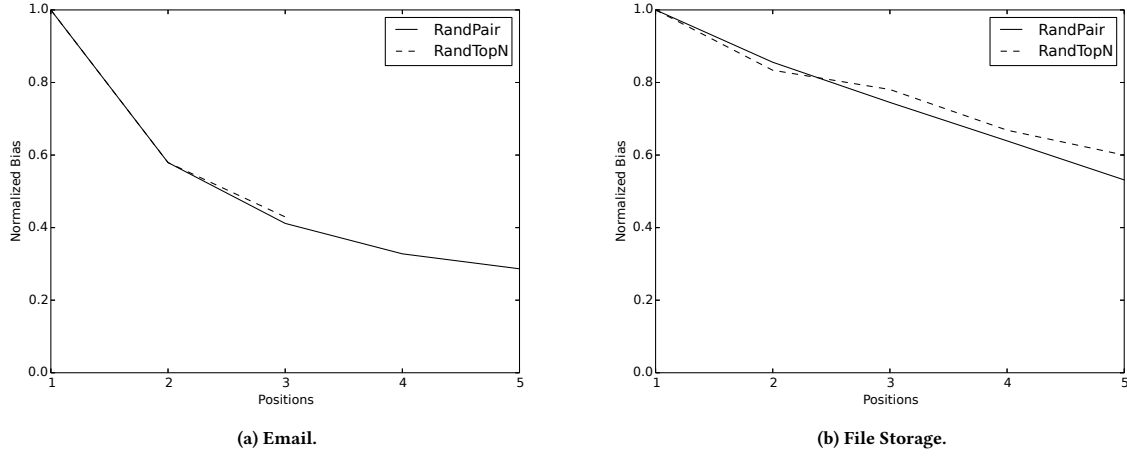 1.0
0.8
0.6
0.4
0.2
0.0
Normalized Bias
RandPair
RandTopN
1 2 3 4 5
Positions
(a) Email.
1.0
0.8
0.6
0.4
0.2
0.0
Normalized Bias
RandPair
RandTopN
1 2 3 4 5
Positions
(b) File Storage.